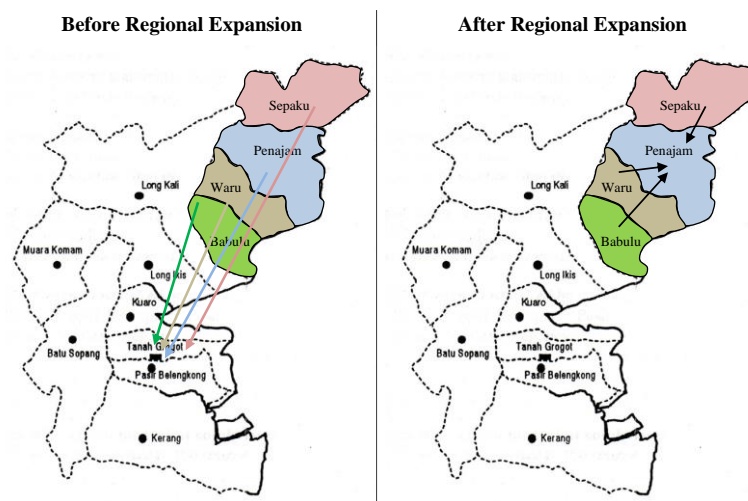 Before Regional Expansion
Sepaku
Penajam
Waru
Long Kali
Babulu
Muara Komam
Long Ikis
Kuaro
Batu Sopang
Tanah Grogot
Pasir Belengkong
Kerang
After Regional Expansion
Sepaku
Penajam
Waru
Long Kali
Babulu
Muara Komam
Long Ikis
Kuaro
Batu Sopang
Tanah Grogot
Pasir Belengkong
Kerang